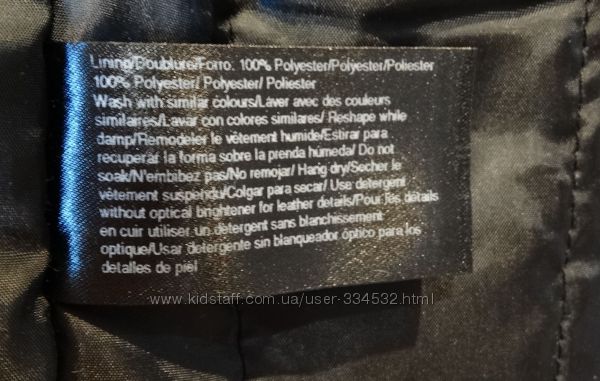 Lining/Doublure/Forro: 100% Polyester/Polyester/Poliester
100% Polyester/ Polyester/ Poliester
Wash with similar colours/Laver avec des couleurs
similaires/Lavar con colores similares/ Reshape while
damp/Remodeler le vêtement humide/Estirar para
recuperar la forma sobre la prenda húmeda/ Do not
soak/N'embibez pas/No remojar/ Hang dry/Secher le
vêtement suspendu/Colgar para secar/ Use detergent
without optical brightener for leather details/Pour les détails
en cuir utiliser un detergent sans blanchissement
optique/Usar detergente sin blanqueador óptico para los
detalles de piel
www.kidstaff.com.ua/user-334532.html